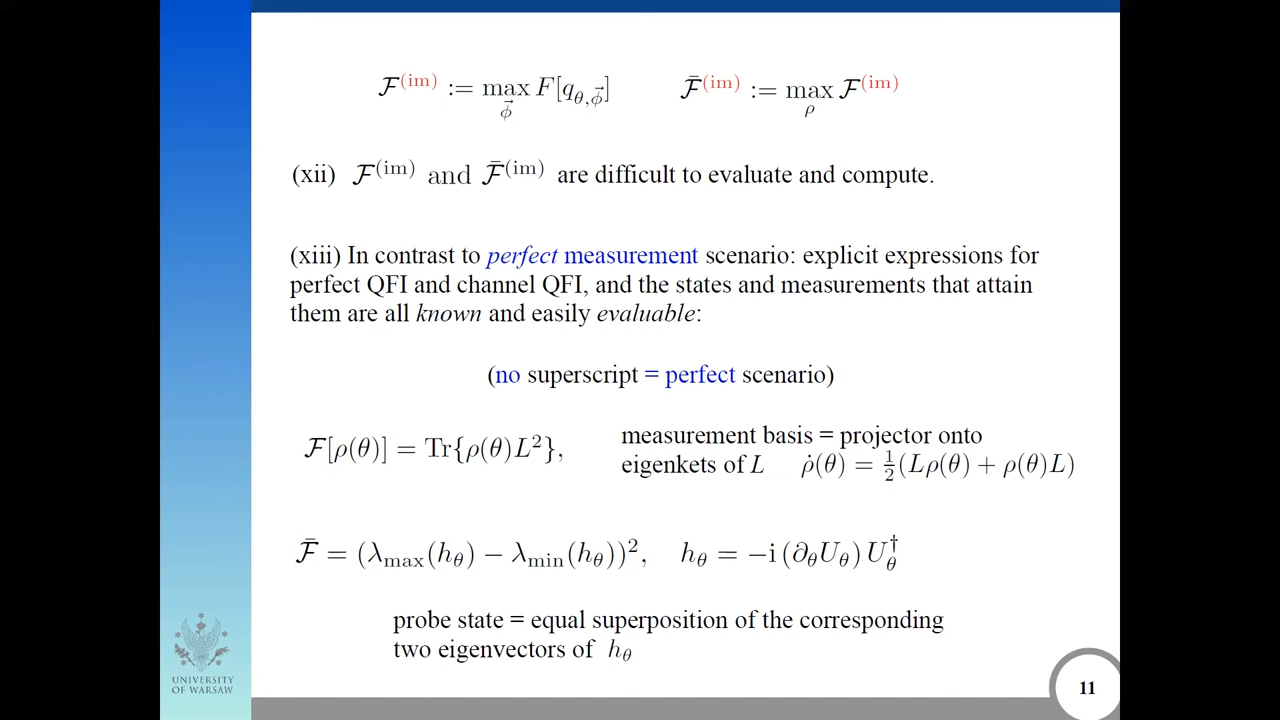 ℱ^(im) := max_ϕ⃗ F[q_θ,ϕ⃗]   ℱ̄^(im) := max_ρ ℱ^(im)
(xii) ℱ^(im) and ℱ̄^(im) are difficult to evaluate and compute.
(xiii) In contrast to perfect measurement scenario: explicit expressions for
perfect QFI and channel QFI, and the states and measurements that attain
them are all known and easily evaluable:
(no superscript = perfect scenario)
ℱ[ρ(θ)] = Tr{ρ(θ)L²},
measurement basis = projector onto
eigenkets of L   ρ̇(θ) = ½(Lρ(θ) + ρ(θ)L)
ℱ̄ = (λ_max(h_θ) − λ_min(h_θ))²,   h_θ = −i (∂_θU_θ) U_θ^†
probe state = equal superposition of the corresponding
two eigenvectors of h_θ
UNIVERSITY
OF WARSAW
11